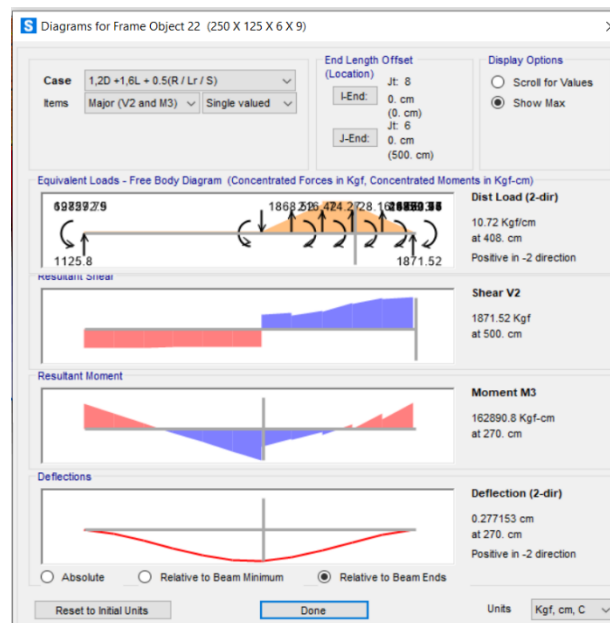 Diagrams for Frame Object 22 (250 X 125 X 6 X 9)
Case
1,2D +1,6L + 0.5(R / Lr / S)
Items
Major (V2 and M3)
Single valued
End Length Offset
(Location)
I-End:
Jt: 8
0. cm
(0. cm)
J-End:
Jt: 6
0. cm
(500. cm)
Display Options
Scroll for Values
Show Max
Equivalent Loads - Free Body Diagram (Concentrated Forces in Kgf, Concentrated Moments in Kgf-cm)
1125.8
1871.52
Dist Load (2-dir)
10.72 Kgf/cm
at 408. cm
Positive in -2 direction
Resultant Shear
Shear V2
1871.52 Kgf
at 500. cm
Resultant Moment
Moment M3
162890.8 Kgf-cm
at 270. cm
Deflections
Deflection (2-dir)
0.277153 cm
at 270. cm
Positive in -2 direction
Absolute
Relative to Beam Minimum
Relative to Beam Ends
Reset to Initial Units
Done
Units
Kgf, cm, C